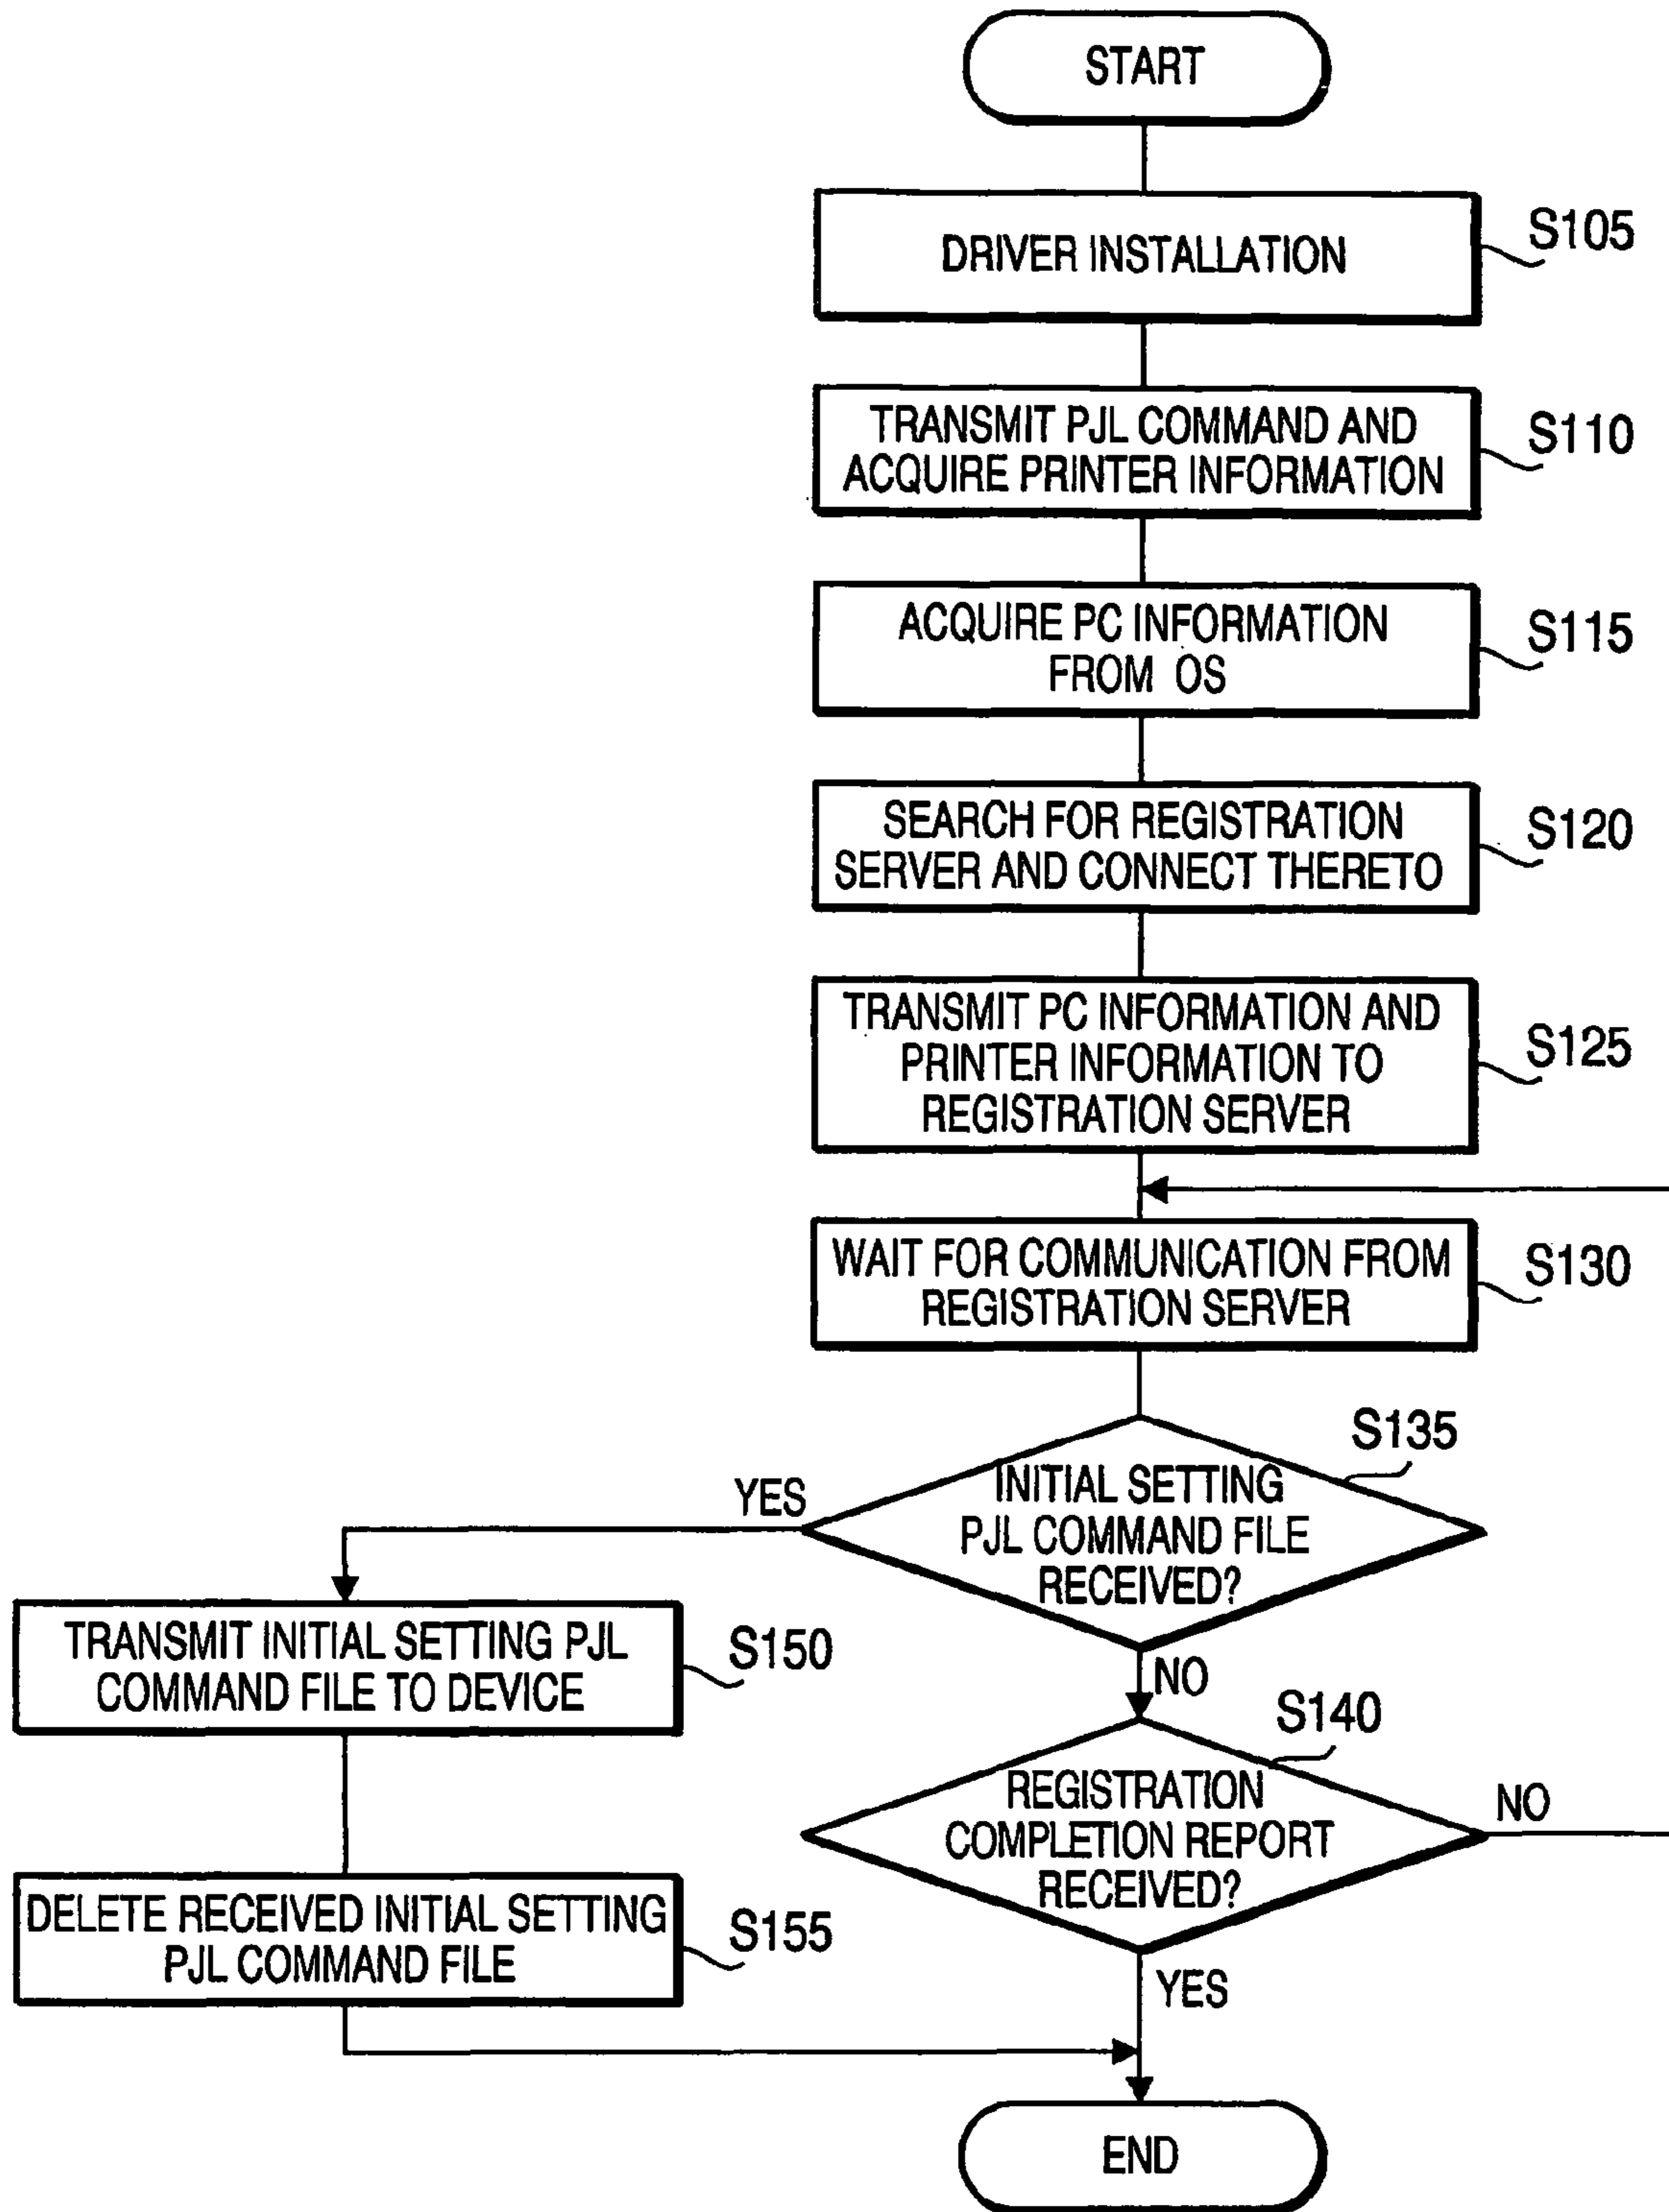 START
DRIVER INSTALLATION
S105
TRANSMIT PJL COMMAND AND
ACQUIRE PRINTER INFORMATION
S110
ACQUIRE PC INFORMATION
FROM OS
S115
SEARCH FOR REGISTRATION
SERVER AND CONNECT THERETO
S120
TRANSMIT PC INFORMATION AND
PRINTER INFORMATION TO
REGISTRATION SERVER
S125
WAIT FOR COMMUNICATION FROM
REGISTRATION SERVER
S130
S135
INITIAL SETTING
PJL COMMAND FILE
RECEIVED?
YES
NO
TRANSMIT INITIAL SETTING PJL
COMMAND FILE TO DEVICE
S150
S140
REGISTRATION
COMPLETION REPORT
RECEIVED?
NO
YES
DELETE RECEIVED INITIAL SETTING
PJL COMMAND FILE
S155
END